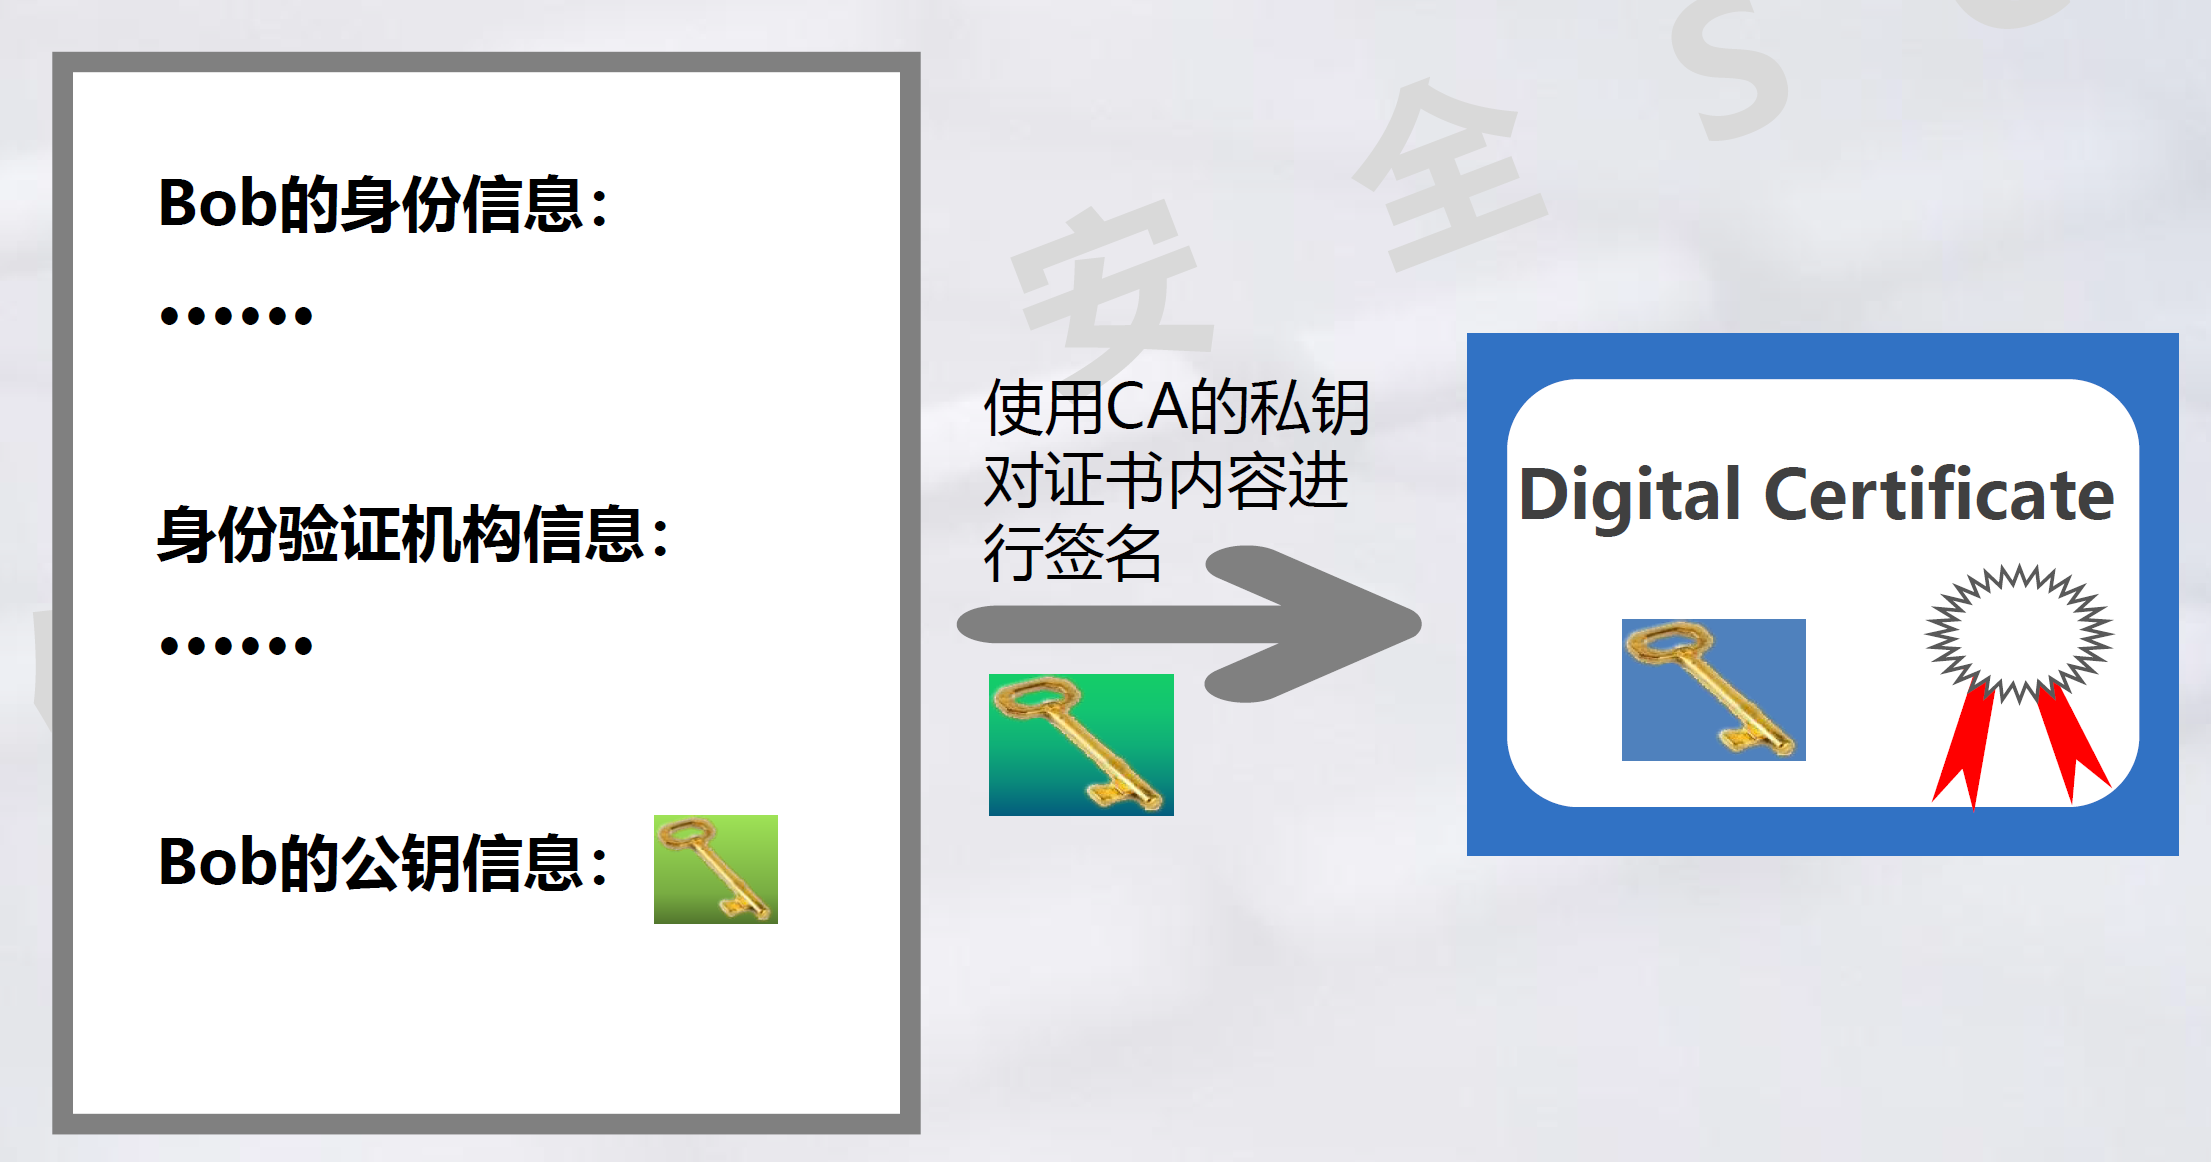 Bob的身份信息：
••••••
身份验证机构信息：
••••••
Bob的公钥信息：
使用CA的私钥
对证书内容进
行签名
Digital Certificate
安 全 S